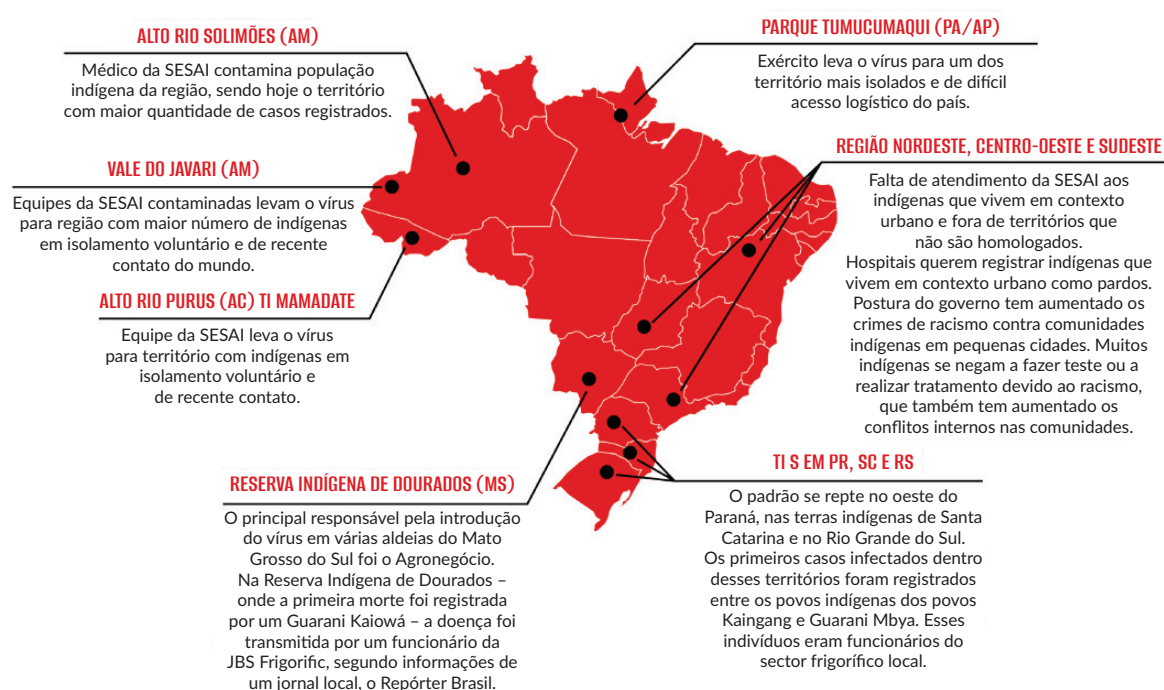 ALTO RIO SOLIMÕES (AM)
Médico da SESAI contamina população
indígena da região, sendo hoje o território
com maior quantidade de casos registrados.
VALE DO JAVARI (AM)
Equipes da SESAI contaminadas levam o vírus
para região com maior número de indígenas
em isolamento voluntário e de recente
contato do mundo.
ALTO RIO PURUS (AC) TI MAMADATE
Equipe da SESAI leva o vírus
para território com indígenas em
isolamento voluntário e
de recente contato.
RESERVA INDÍGENA DE DOURADOS (MS)
O principal responsável pela introdução
do vírus em várias aldeias do Mato
Grosso do Sul foi o Agronegócio.
Na Reserva Indígena de Dourados –
onde a primeira morte foi registrada
por um Guarani Kaiowá – a doença foi
transmitida por um funcionário da
JBS Frigorific, segundo informações de
um jornal local, o Repórter Brasil.
PARQUE TUMUCUMAQUI (PA/AP)
Exército leva o vírus para um dos
território mais isolados e de difícil
acesso logístico do país.
REGIÃO NORDESTE, CENTRO-OESTE E SUDESTE
Falta de atendimento da SESAI aos
indígenas que vivem em contexto
urbano e fora de territórios que
não são homologados.
Hospitais querem registrar indígenas que
vivem em contexto urbano como pardos.
Postura do governo tem aumentado os
crimes de racismo contra comunidades
indígenas em pequenas cidades. Muitos
indígenas se negam a fazer teste ou a
realizar tratamento devido ao racismo,
que também tem aumentado os
conflitos internos nas comunidades.
TI S EM PR, SC E RS
O padrão se repte no oeste do
Paraná, nas terras indígenas de Santa
Catarina e no Rio Grande do Sul.
Os primeiros casos infectados dentro
desses territórios foram registrados
entre os povos indígenas dos povos
Kaingang e Guarani Mbya. Esses
indivíduos eram funcionários do
sector frigorífico local.